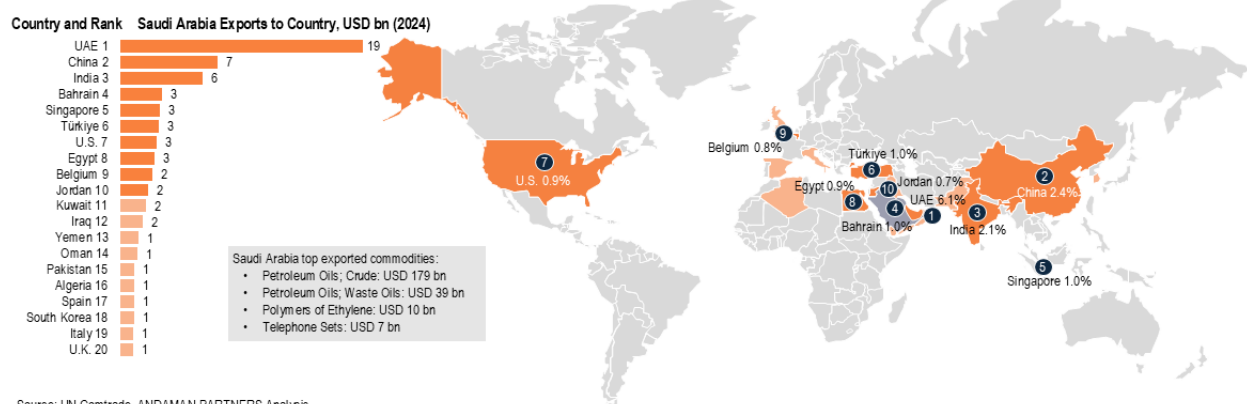 Country and Rank Saudi Arabia Exports to Country, USD bn (2024)
UAE 1 19
China 2 7
India 3 6
Bahrain 4 3
Singapore 5 3
Türkiye 6 3
U.S. 7 3
Egypt 8 3
Belgium 9 2
Jordan 10 2
Kuwait 11 2
Iraq 12 2
Yemen 13 1
Oman 14 1
Pakistan 15 1
Algeria 16 1
Spain 17 1
South Korea 18 1
Italy 19 1
U.K. 20 1
Saudi Arabia top exported commodities:
• Petroleum Oils; Crude: USD 179 bn
• Petroleum Oils; Waste Oils: USD 39 bn
• Polymers of Ethylene: USD 10 bn
• Telephone Sets: USD 7 bn
7
U.S. 0.9%
9
Belgium 0.8%
Türkiye 1.0%
6
Egypt 0.9%
8
10
Jordan 0.7%
UAE 6.1%
4
1
Bahrain 1.0%
2
China 2.4%
3
India 2.1%
5
Singapore 1.0%
Source: UN Comtrade, ANDAMAN PARTNERS Analysis